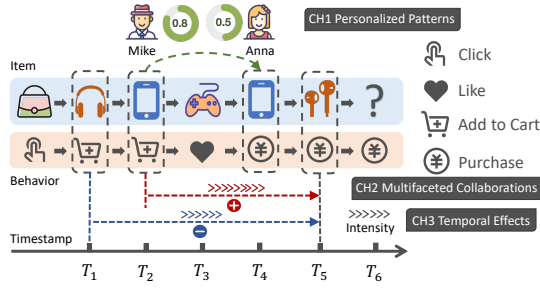 0.8
0.5
Mike
Anna
CH1 Personalized Patterns
Item
?
Click
Like
Add to Cart
Purchase
¥ ¥ ¥ ¥
Behavior
CH2 Multifaceted Collaborations
>>>>>>>>
+
>>>>>>
−
>>>>>>
Intensity
CH3 Temporal Effects
Timestamp
T1 T2 T3 T4 T5 T6